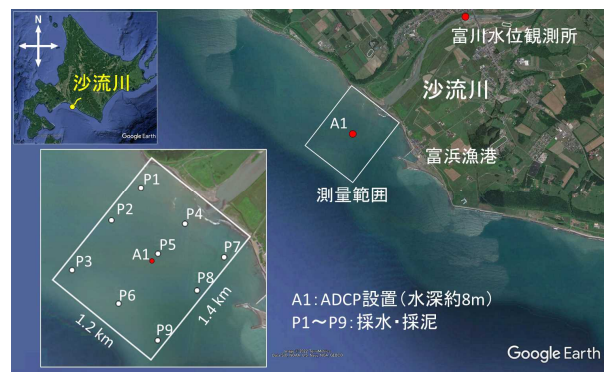 N
沙流川
Google Earth
富川水位観測所
沙流川
A1
富浜漁港
測量範囲
P1
P2
P4
P3
A1
P5
P7
P8
P6
P9
1.2 km
1.4 km
A1：ADCP設置（水深約8m）
P1～P9：採水・採泥
Google Earth